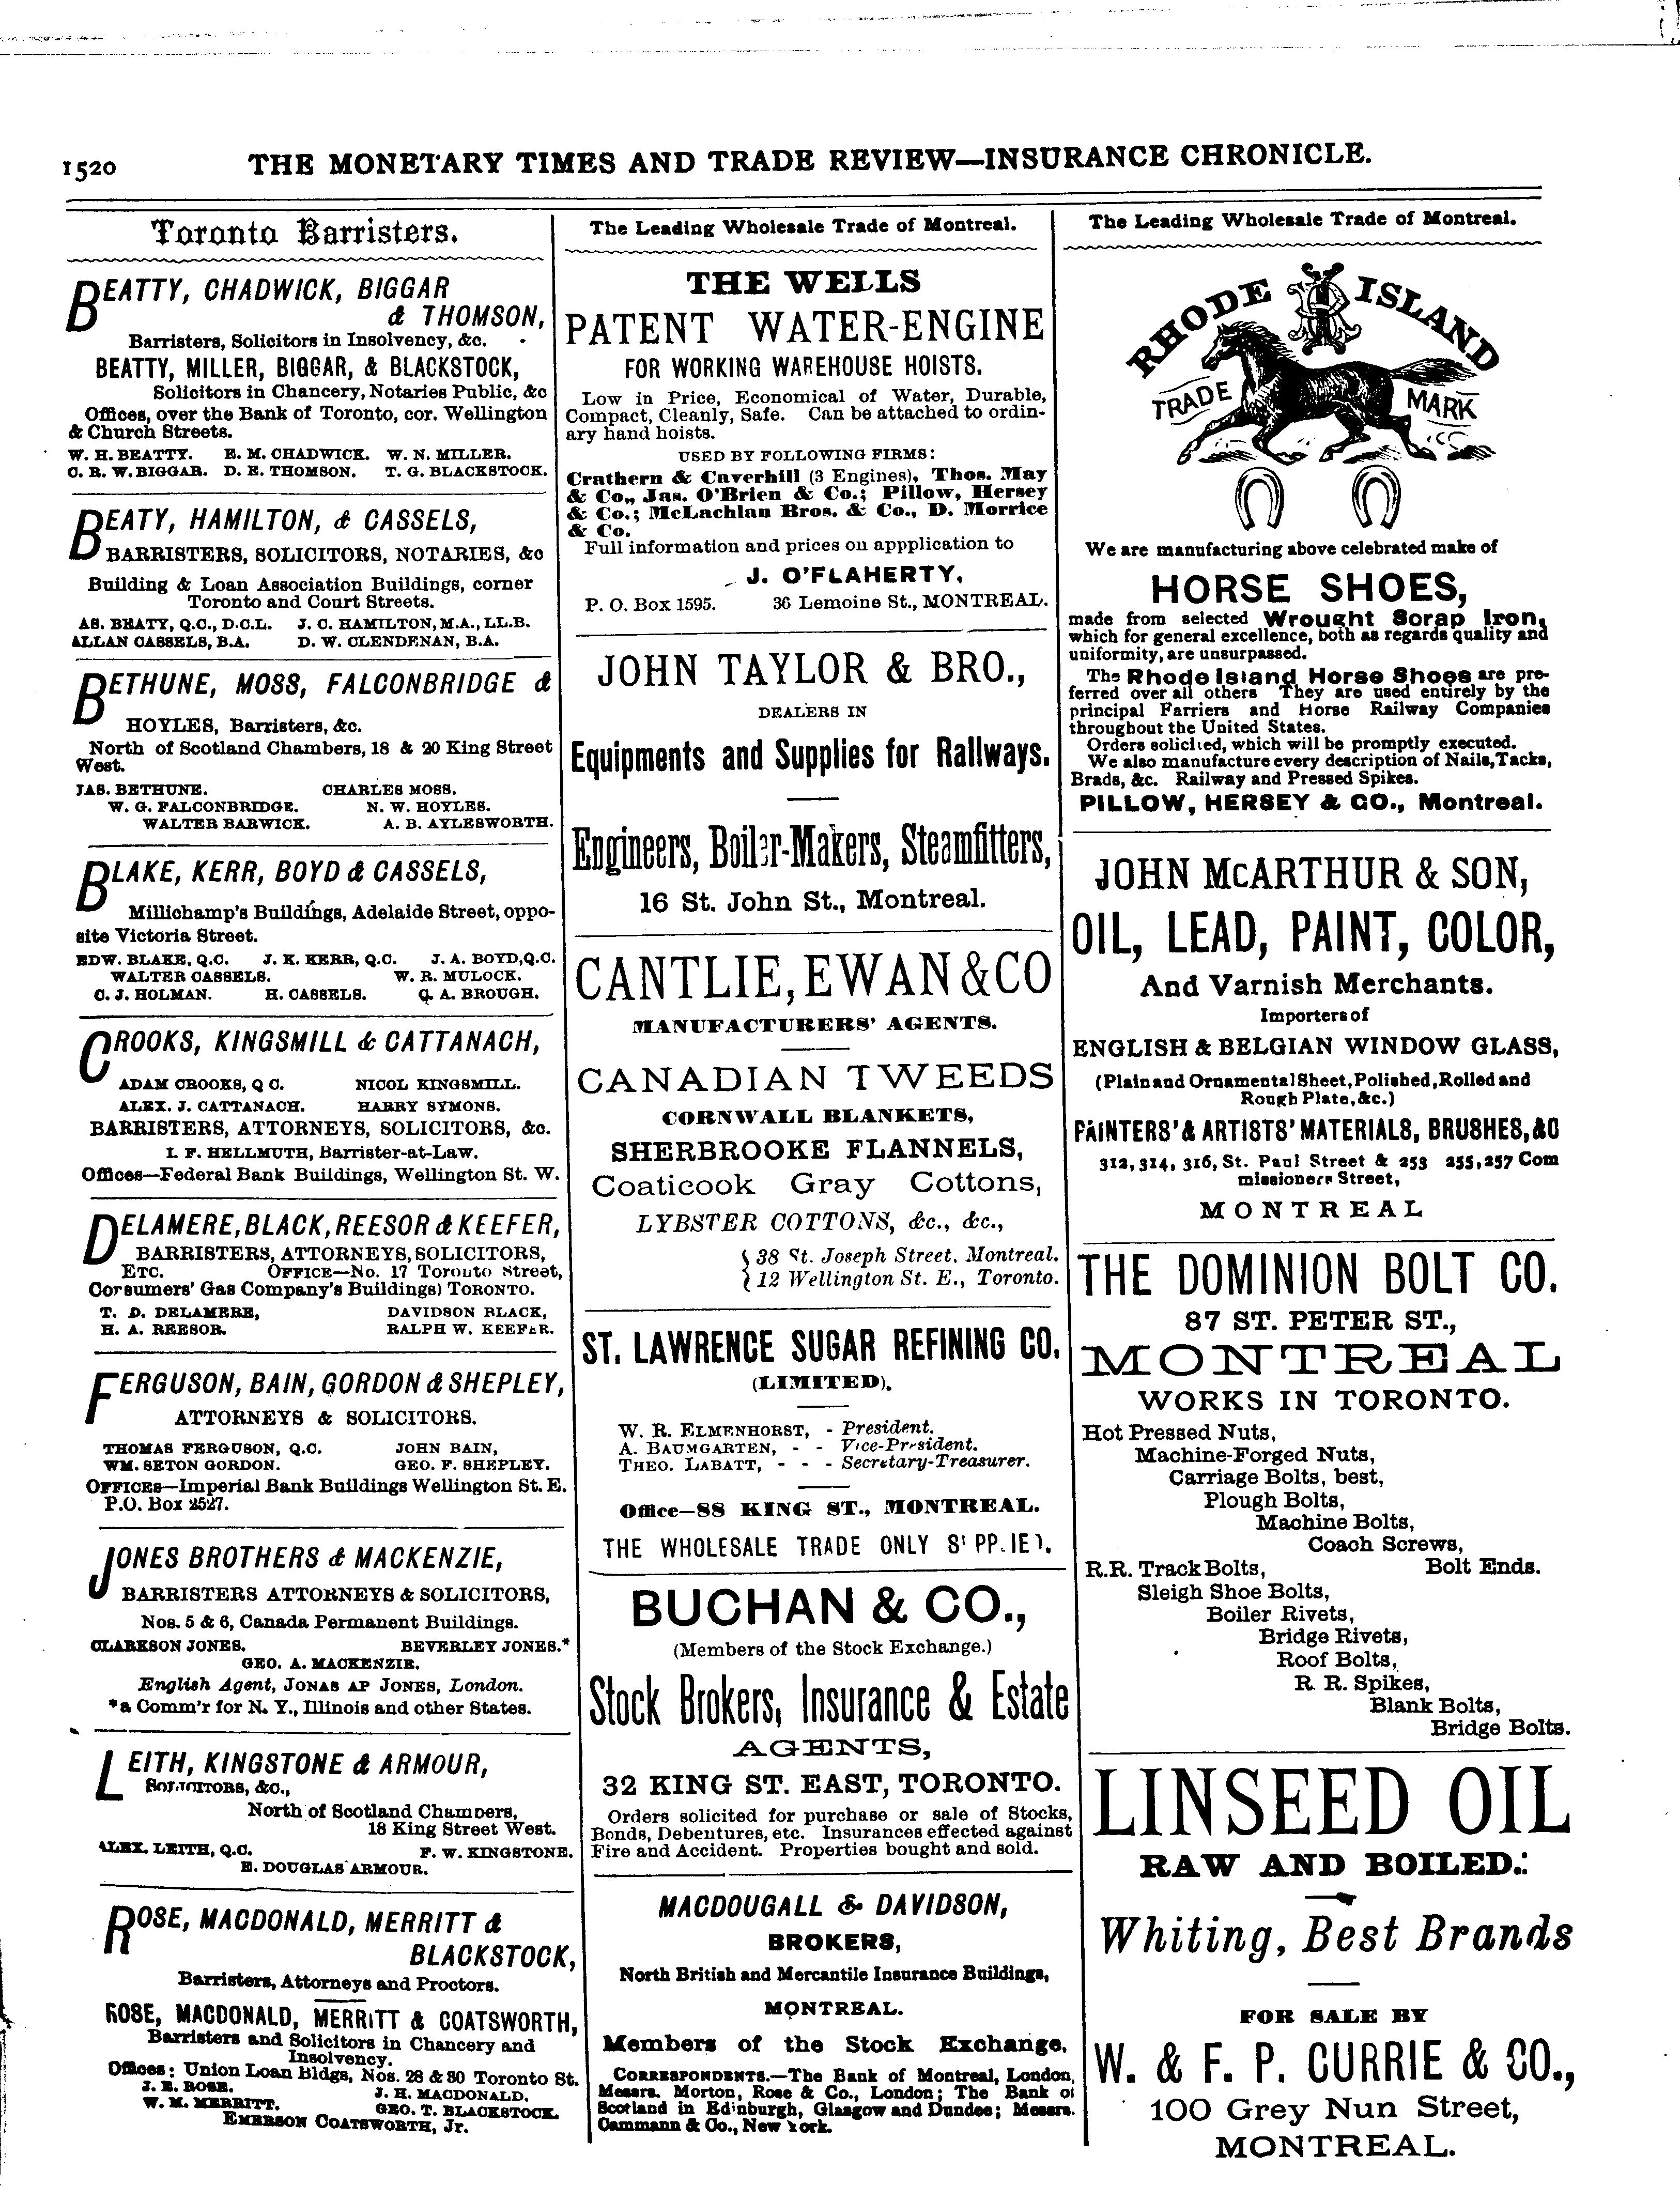 1520 THE MONETARY TIMES AND TRADE REVIEW—INSURANCE CHRONICLE.
Toronto Barristers.
BEATTY, CHADWICK, BIGGAR
& THOMSON,
Barristers, Solicitors in Insolvency, &c.
BEATTY, MILLER, BIGGAR, & BLACKSTOCK,
Solicitors in Chancery, Notaries Public, &c
Offices, over the Bank of Toronto, cor. Wellington
& Church Streets.
W. H. BEATTY. E. M. CHADWICK. W. N. MILLER.
C. R. W. BIGGAR. D. E. THOMSON. T. G. BLACKSTOCK.
BEATY, HAMILTON, & CASSELS,
BARRISTERS, SOLICITORS, NOTARIES, &c
Building & Loan Association Buildings, corner
Toronto and Court Streets.
AS. BEATY, Q.C., D.C.L. J. C. HAMILTON, M.A., LL.B.
ALLAN CASSELS, B.A. D. W. CLENDENAN, B.A.
BETHUNE, MOSS, FALCONBRIDGE &
HOYLES, Barristers, &c.
North of Scotland Chambers, 18 & 20 King Street
West.
JAS. BETHUNE. CHARLES MOSS.
W. G. FALCONBRIDGE. N. W. HOYLES.
WALTER BARWICK. A. B. AYLESWORTH.
BLAKE, KERR, BOYD & CASSELS,
Millichamp's Buildings, Adelaide Street, oppo-
site Victoria Street.
EDW. BLAKE, Q.C. J. K. KERR, Q.C. J. A. BOYD, Q.C.
WALTER CASSELS. W. R. MULOCK.
C. J. HOLMAN. H. CASSELS. Q. A. BROUGH.
CROOKS, KINGSMILL & CATTANACH,
ADAM CROOKS, Q C. NICOL KINGSMILL.
ALEX. J. CATTANACH. HARRY SYMONS.
BARRISTERS, ATTORNEYS, SOLICITORS, &c.
I. F. HELLMUTH, Barrister-at-Law.
Offices—Federal Bank Buildings, Wellington St. W.
DELAMERE, BLACK, REESOR & KEEFER,
BARRISTERS, ATTORNEYS, SOLICITORS,
ETC. OFFICE—No. 17 Toronto Street,
Consumers' Gas Company's Buildings) TORONTO.
T. D. DELAMERE, DAVIDSON BLACK,
H. A. REESOR. RALPH W. KEEFER.
FERGUSON, BAIN, GORDON & SHEPLEY,
ATTORNEYS & SOLICITORS.
THOMAS FERGUSON, Q.C. JOHN BAIN,
WM. SETON GORDON. GEO. F. SHEPLEY.
OFFICES—Imperial Bank Buildings Wellington St. E.
P.O. Box 2527.
JONES BROTHERS & MACKENZIE,
BARRISTERS ATTORNEYS & SOLICITORS,
Nos. 5 & 6, Canada Permanent Buildings.
CLARKSON JONES. BEVERLEY JONES.*
GEO. A. MACKENZIE.
English Agent, JONAS AP JONES, London.
*a Comm'r for N. Y., Illinois and other States.
LEITH, KINGSTONE & ARMOUR,
SOLICITORS, &c.,
North of Scotland Chambers,
18 King Street West.
ALEX. LEITH, Q.C. F. W. KINGSTONE.
E. DOUGLAS ARMOUR.
ROSE, MACDONALD, MERRITT &
BLACKSTOCK,
Barristers, Attorneys and Proctors.
ROSE, MACDONALD, MERRITT & COATSWORTH,
Barristers and Solicitors in Chancery and
Insolvency.
Offices: Union Loan Bldgs, Nos. 28 & 30 Toronto St.
J. E. ROSE. J. H. MACDONALD.
W. M. MERRITT. GEO. T. BLACKSTOCK.
EMERSON COATSWORTH, Jr.
The Leading Wholesale Trade of Montreal.
THE WELLS
PATENT WATER-ENGINE
FOR WORKING WAREHOUSE HOISTS.
Low in Price, Economical of Water, Durable,
Compact, Cleanly, Safe. Can be attached to ordin-
ary hand hoists.
USED BY FOLLOWING FIRMS:
Crathern & Caverhill (3 Engines), Thos. May
& Co,, Jas. O'Brien & Co.; Pillow, Hersey
& Co.; McLachlan Bros. & Co., D. Morrice
& Co.
Full information and prices on appplication to
J. O'FLAHERTY,
P. O. Box 1595. 36 Lemoine St., MONTREAL.
JOHN TAYLOR & BRO.,
DEALERS IN
Equipments and Supplies for Railways.
Engineers, Boiler-Makers, Steamfitters,
16 St. John St., Montreal.
CANTLIE, EWAN & CO
MANUFACTURERS' AGENTS.
CANADIAN TWEEDS
CORNWALL BLANKETS,
SHERBROOKE FLANNELS,
Coaticook Gray Cottons,
LYBSTER COTTONS, &c., &c.,
38 St. Joseph Street, Montreal.
12 Wellington St. E., Toronto.
ST. LAWRENCE SUGAR REFINING CO.
(LIMITED).
W. R. ELMENHORST, - President.
A. BAUMGARTEN, - - Vice-President.
THEO. LABATT, - - - Secretary-Treasurer.
Office—88 KING ST., MONTREAL.
THE WHOLESALE TRADE ONLY SUPPLIED.
BUCHAN & CO.,
(Members of the Stock Exchange.)
Stock Brokers, Insurance & Estate
AGENTS,
32 KING ST. EAST, TORONTO.
Orders solicited for purchase or sale of Stocks,
Bonds, Debentures, etc. Insurances effected against
Fire and Accident. Properties bought and sold.
MACDOUGALL & DAVIDSON,
BROKERS,
North British and Mercantile Insurance Buildings,
MONTREAL.
Members of the Stock Exchange,
CORRESPONDENTS.—The Bank of Montreal, London,
Messrs. Morton, Rose & Co., London; The Bank of
Scotland in Edinburgh, Glasgow and Dundee; Messrs.
Cammann & Co., New York.
The Leading Wholesale Trade of Montreal.
RHODE ISLAND
TRADE MARK
We are manufacturing above celebrated make of
HORSE SHOES,
made from selected Wrought Scrap Iron,
which for general excellence, both as regards quality and
uniformity, are unsurpassed.
The Rhode Island Horse Shoes are pre-
ferred over all others They are used entirely by the
principal Farriers and Horse Railway Companies
throughout the United States.
Orders solicited, which will be promptly executed.
We also manufacture every description of Nails, Tacks,
Brads, &c. Railway and Pressed Spikes.
PILLOW, HERSEY & CO., Montreal.
JOHN McARTHUR & SON,
OIL, LEAD, PAINT, COLOR,
And Varnish Merchants.
Importers of
ENGLISH & BELGIAN WINDOW GLASS,
(Plain and Ornamental Sheet, Polished, Rolled and
Rough Plate, &c.)
PAINTERS' & ARTISTS' MATERIALS, BRUSHES, &C
312, 314, 316, St. Paul Street & 253 255, 257 Com
missioners Street,
MONTREAL
THE DOMINION BOLT CO.
87 ST. PETER ST.,
MONTREAL
WORKS IN TORONTO.
Hot Pressed Nuts,
Machine-Forged Nuts,
Carriage Bolts, best,
Plough Bolts,
Machine Bolts,
Coach Screws,
R.R. Track Bolts, Bolt Ends.
Sleigh Shoe Bolts,
Boiler Rivets,
Bridge Rivets,
Roof Bolts,
R. R. Spikes,
Blank Bolts,
Bridge Bolts.
LINSEED OIL
RAW AND BOILED.
Whiting, Best Brands
FOR SALE BY
W. & F. P. CURRIE & CO.,
100 Grey Nun Street,
MONTREAL.